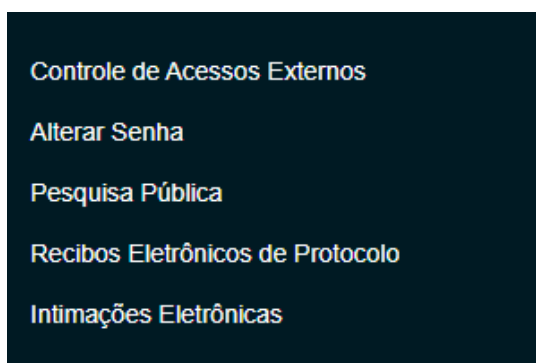 Controle de Acessos Externos
Alterar Senha
Pesquisa Pública
Recibos Eletrônicos de Protocolo
Intimações Eletrônicas